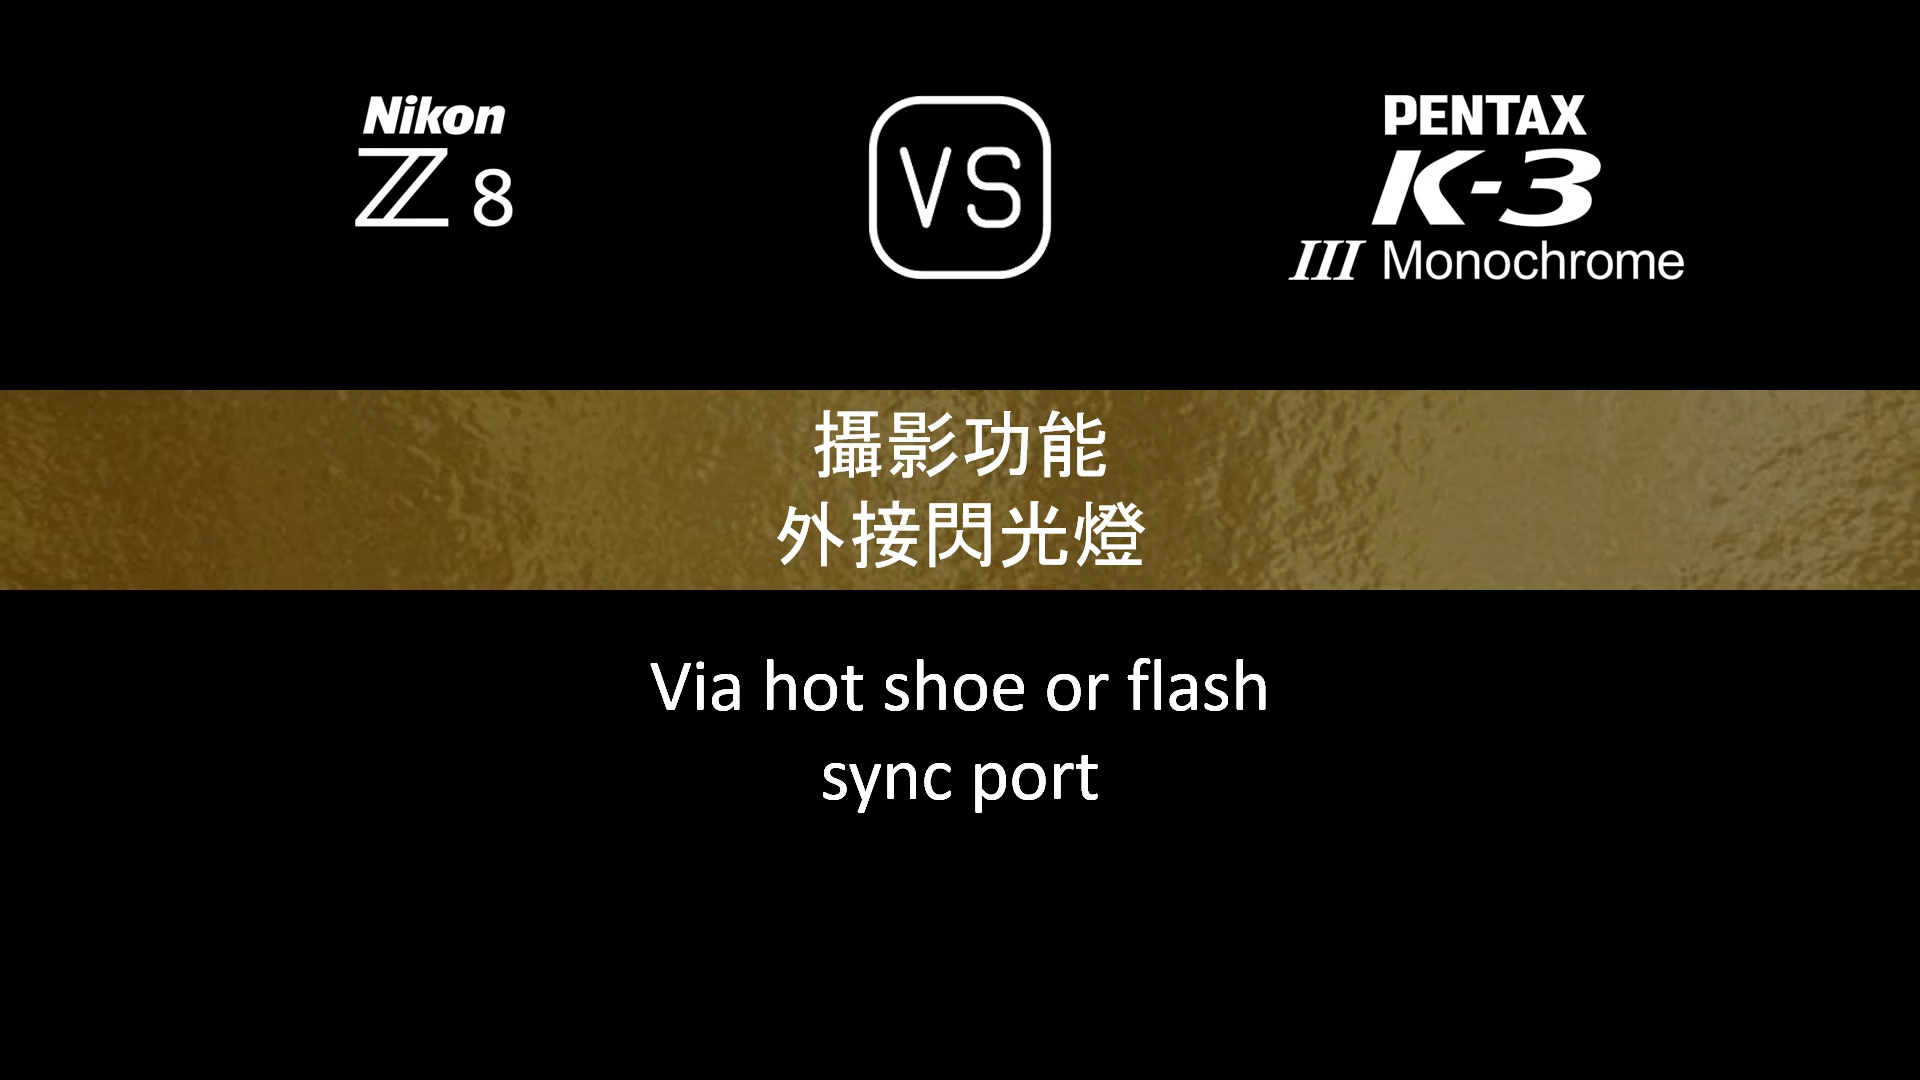 Nikon
Z 8
VS
PENTAX
K-3
III Monochrome
攝影功能
外接閃光燈
Via hot shoe or flash
sync port